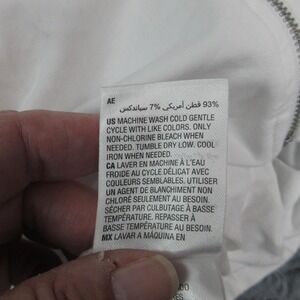 AE
93% قطن أمريكي 7% سباندكس
US MACHINE WASH COLD GENTLE
CYCLE WITH LIKE COLORS. ONLY
NON-CHLORINE BLEACH WHEN
NEEDED. TUMBLE DRY LOW. COOL
IRON WHEN NEEDED.
CA LAVER EN MACHINE À L'EAU
FROIDE AU CYCLE DÉLICAT AVEC
COULEURS SEMBLABLES. UTILISER
UN AGENT DE BLANCHIMENT NON
CHLORÉ SEULEMENT AU BESOIN.
SÉCHER PAR CULBUTAGE À BASSE
TEMPÉRATURE. REPASSER À
BASSE TEMPÉRATURE AU BESOIN.
MX LAVAR A MÁQUINA EN